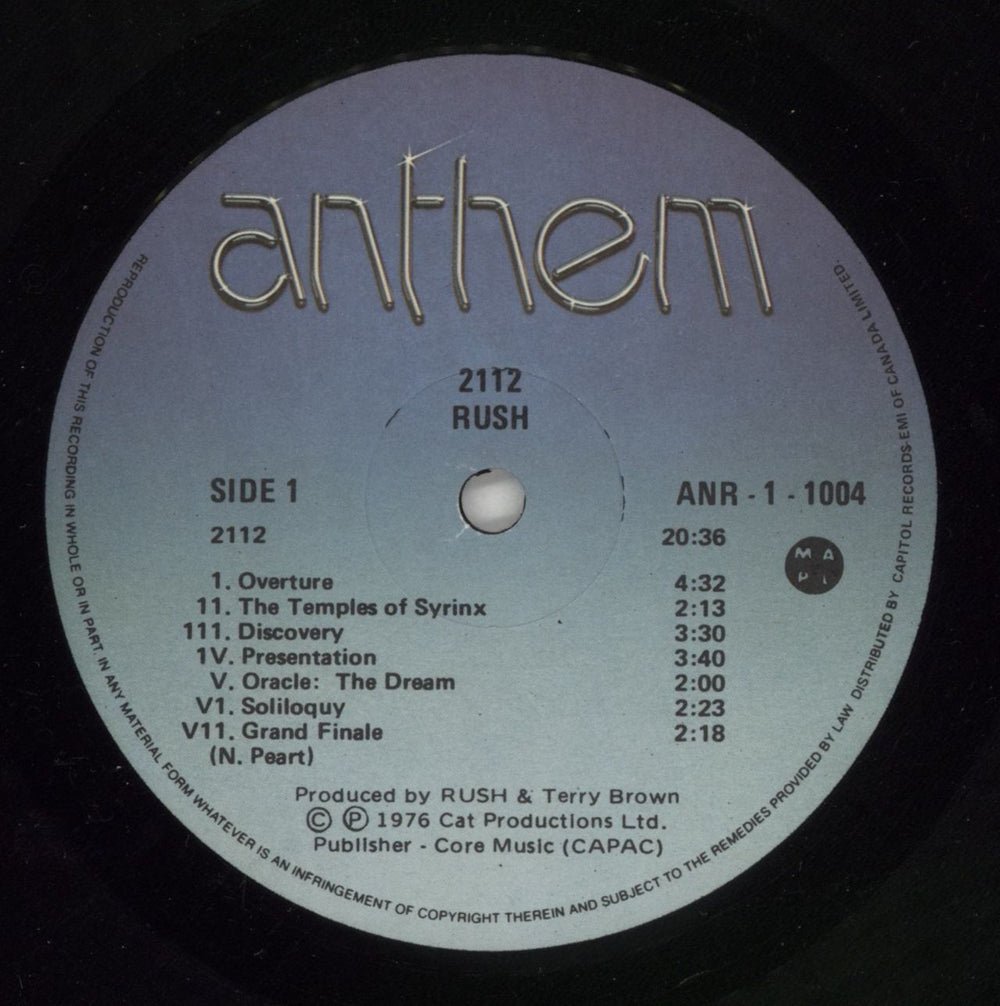 anthem
2112
RUSH
SIDE 1 ANR - 1 - 1004
2112 20:36
M A
P L
1. Overture 4:32
11. The Temples of Syrinx 2:13
111. Discovery 3:30
1V. Presentation 3:40
V. Oracle: The Dream 2:00
V1. Soliloquy 2:23
V11. Grand Finale 2:18
(N. Peart)
Produced by RUSH & Terry Brown
© ℗ 1976 Cat Productions Ltd.
Publisher - Core Music (CAPAC)
REPRODUCTION OF THIS RECORDING IN WHOLE OR IN PART. IN ANY MATERIAL FORM WHATEVER IS AN INFRINGEMENT OF COPYRIGHT THEREIN AND SUBJECT TO THE REMEDIES PROVIDED BY LAW DISTRIBUTED BY CAPITOL RECORDS-EMI OF CANADA LIMITED.